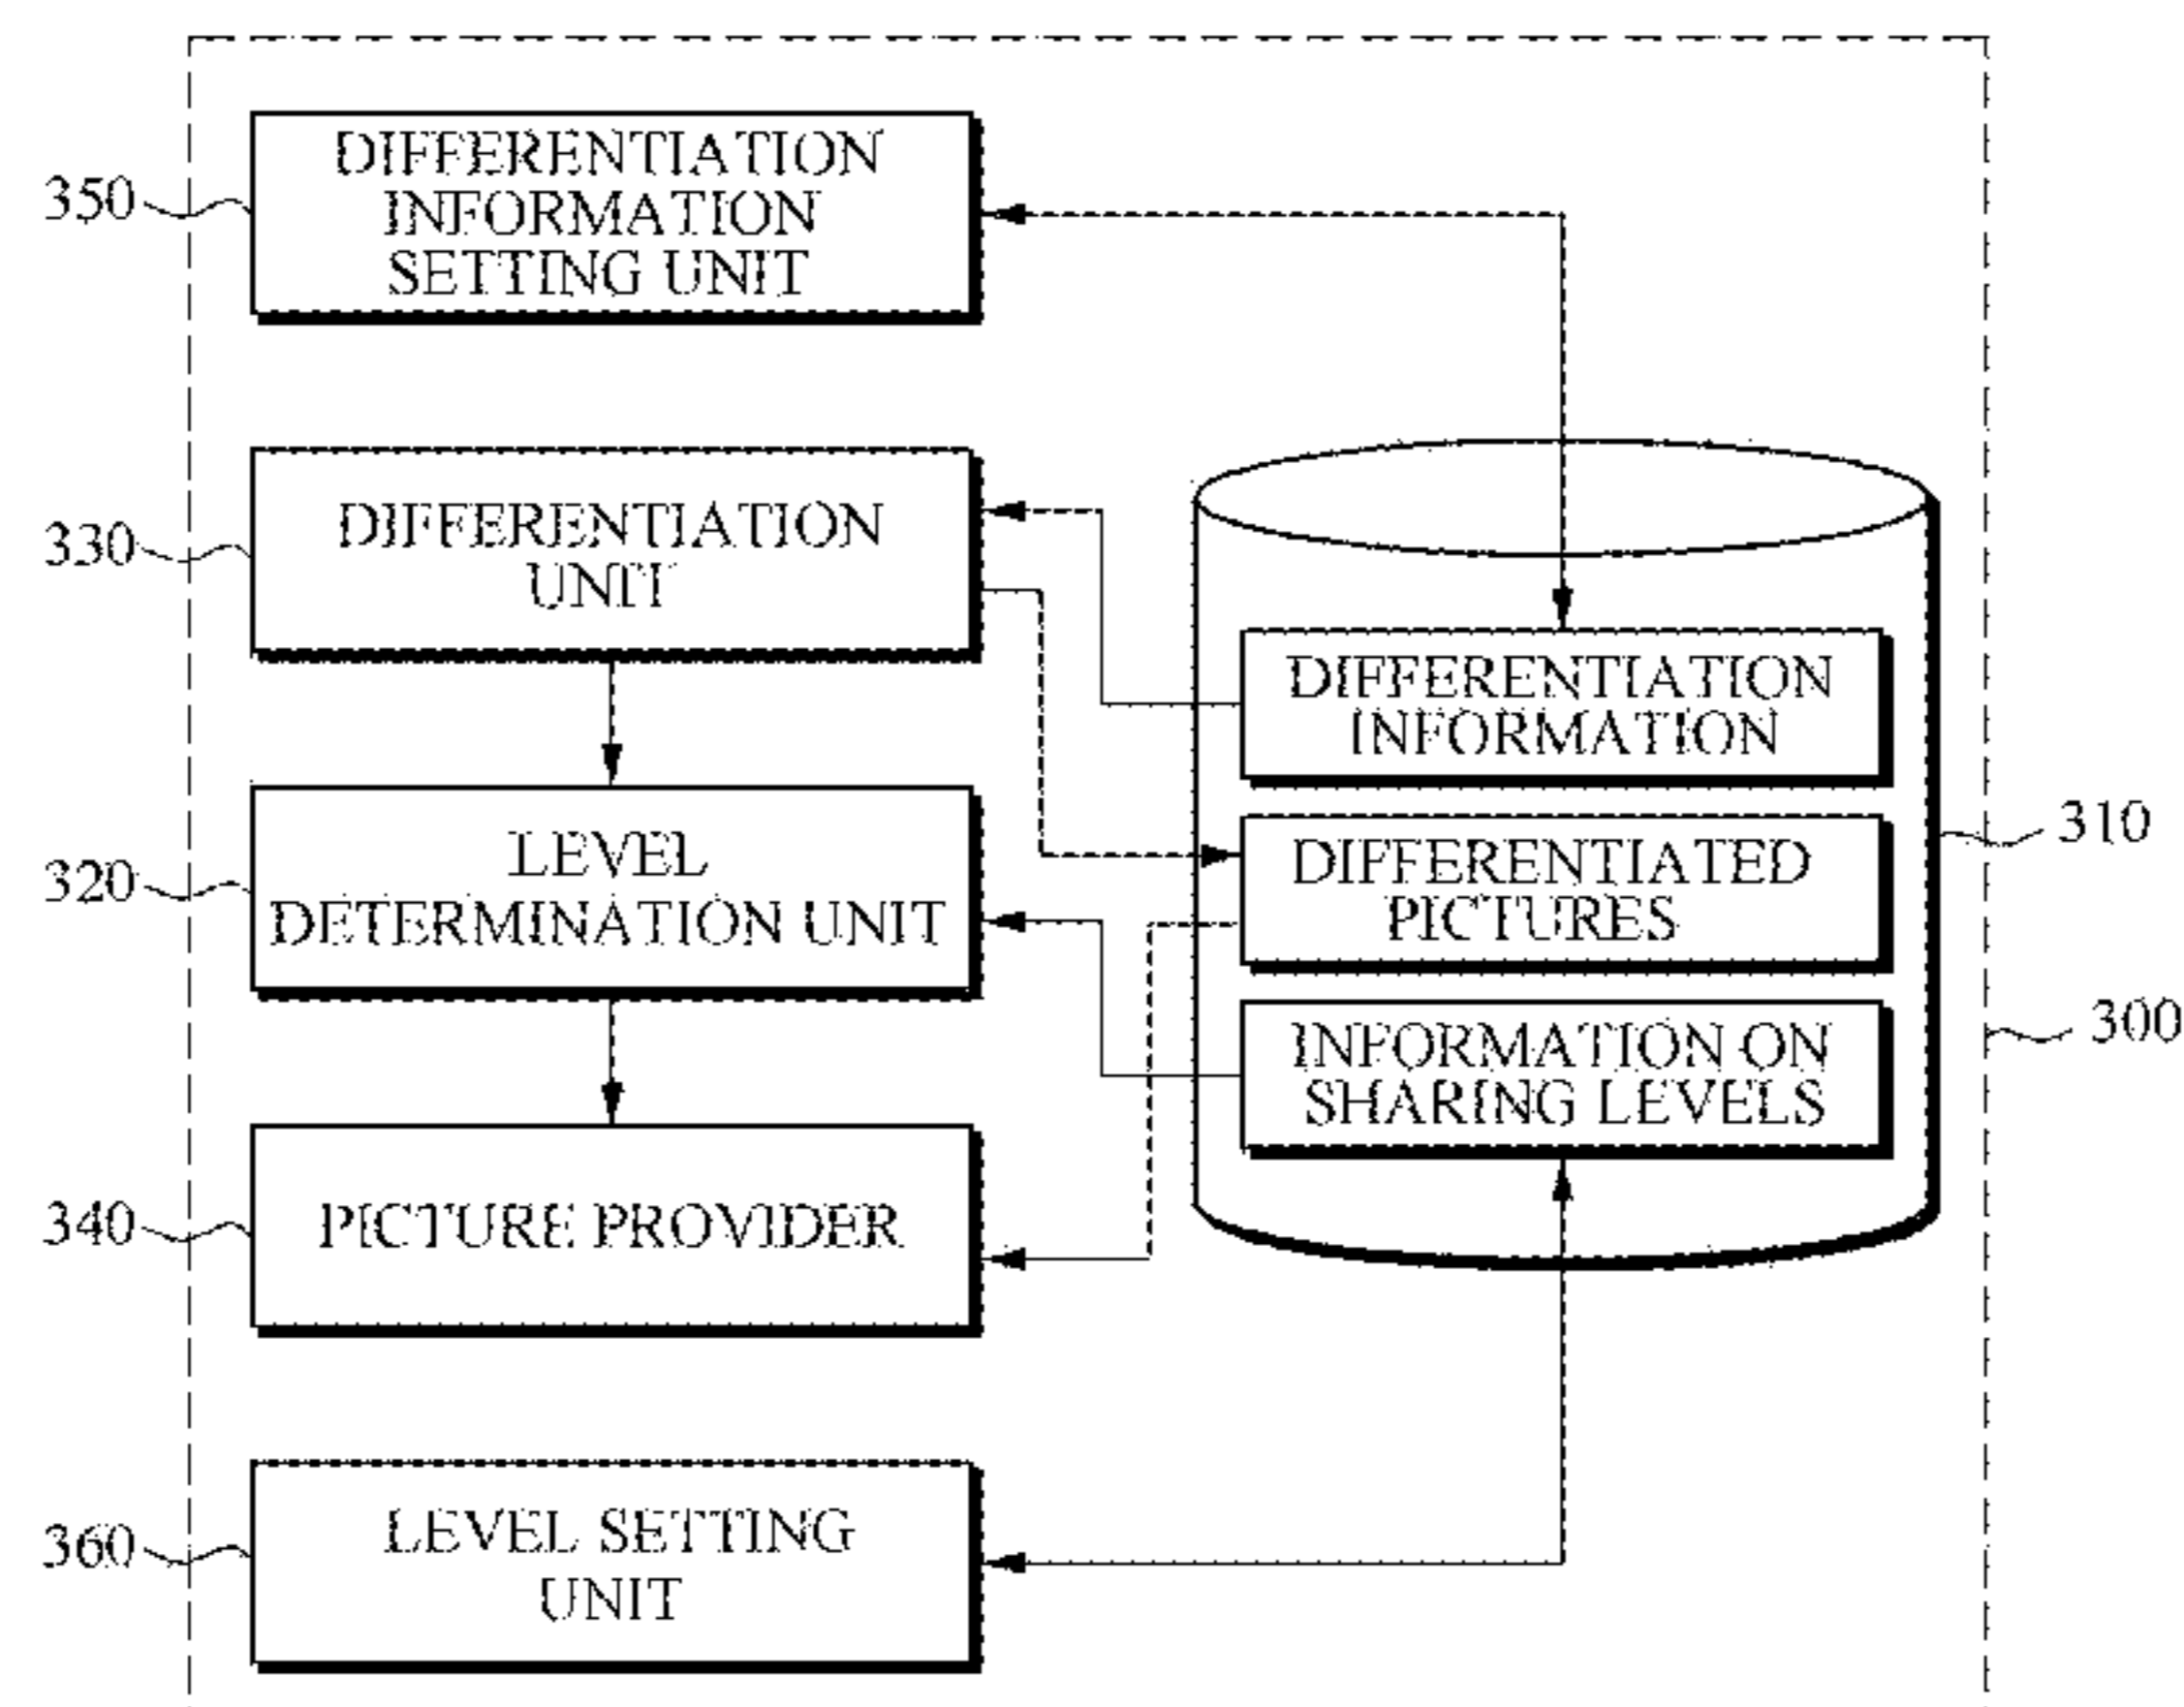 350
DIFFERENTIATION
INFORMATION
SETTING UNIT
330
DIFFERENTIATION
UNIT
320
LEVEL
DETERMINATION UNIT
340
PICTURE PROVIDER
360
LEVEL SETTING
UNIT
DIFFERENTIATION
INFORMATION
DIFFERENTIATED
PICTURES
INFORMATION ON
SHARING LEVELS
310
300